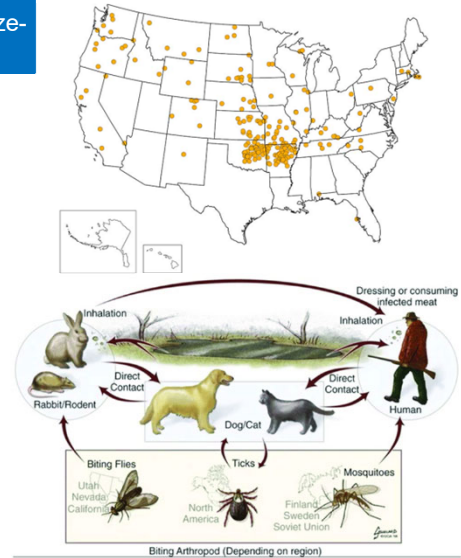 ze-
Dressing or consuming
infected meat
Inhalation
Inhalation
Direct
Contact
Direct
Contact
Rabbit/Rodent
Dog/Cat
Human
Biting Flies
Ticks
Mosquitoes
Utah
Nevada
California
North
America
Finland
Sweden
Soviet Union
Biting Arthropod (Depending on region)